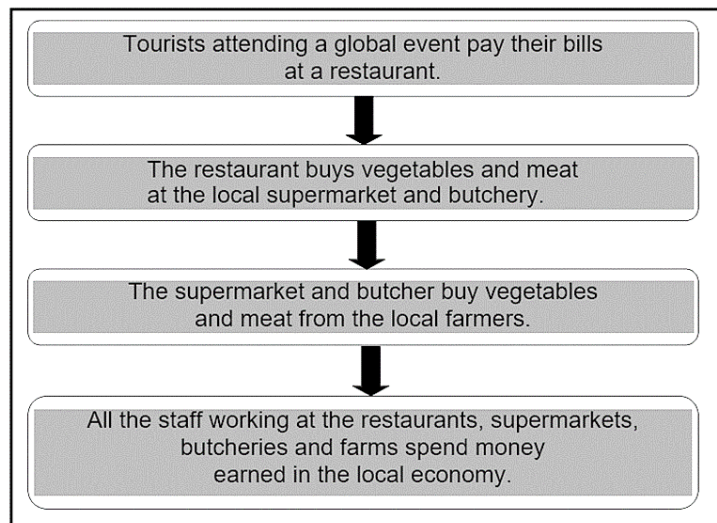 Tourists attending a global event pay their bills
at a restaurant.
The restaurant buys vegetables and meat
at the local supermarket and butchery.
The supermarket and butcher buy vegetables
and meat from the local farmers.
All the staff working at the restaurants, supermarkets,
butcheries and farms spend money
earned in the local economy.